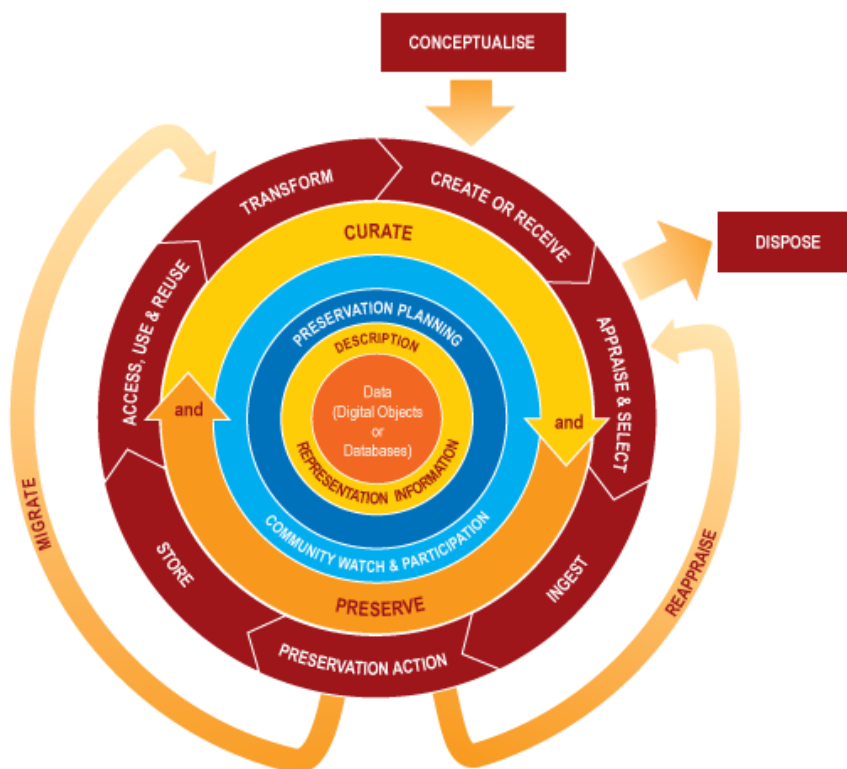 CONCEPTUALISE
CREATE OR RECEIVE
DISPOSE
APPRAISE & SELECT
INGEST
PRESERVATION ACTION
STORE
ACCESS, USE & REUSE
TRANSFORM
MIGRATE
REAPPRAISE
CURATE
and
PRESERVE
and
COMMUNITY WATCH & PARTICIPATION
PRESERVATION PLANNING
DESCRIPTION
REPRESENTATION INFORMATION
Data
(Digital Objects
or
Databases)